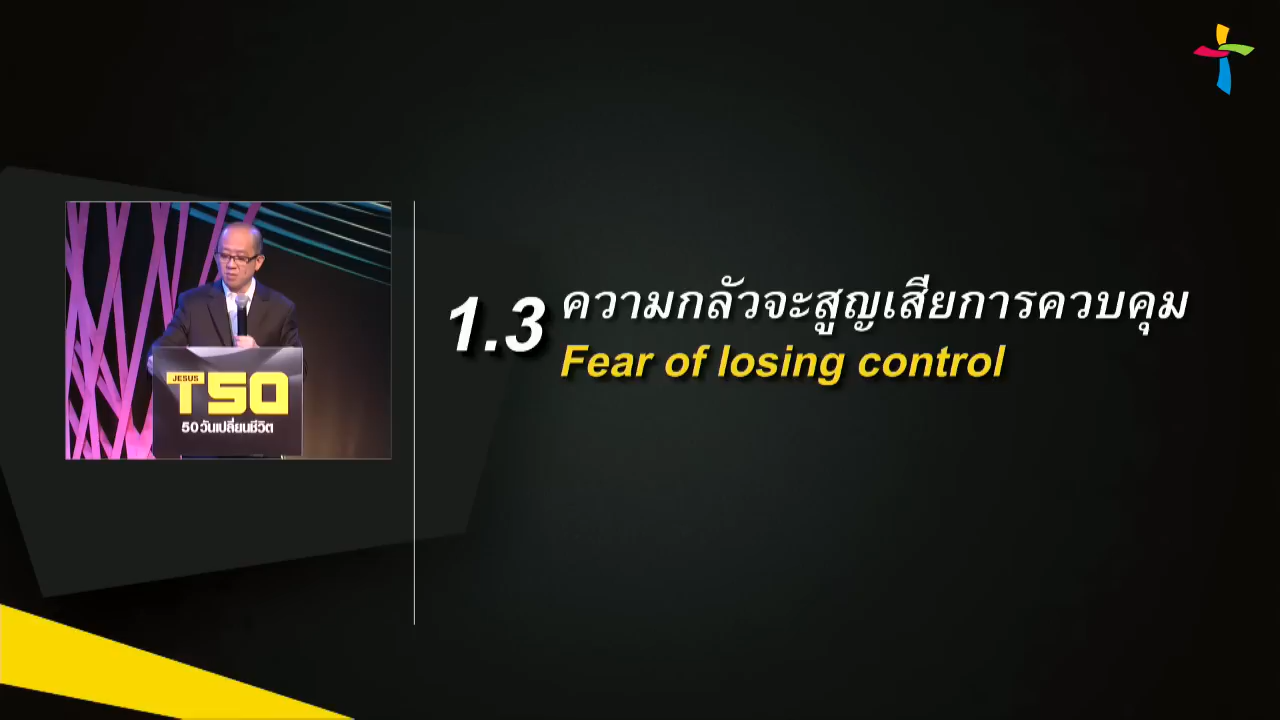 JESUS
T50
50 วันเปลี่ยนชีวิต
1.3
ความกลัวจะสูญเสียการควบคุม
Fear of losing control